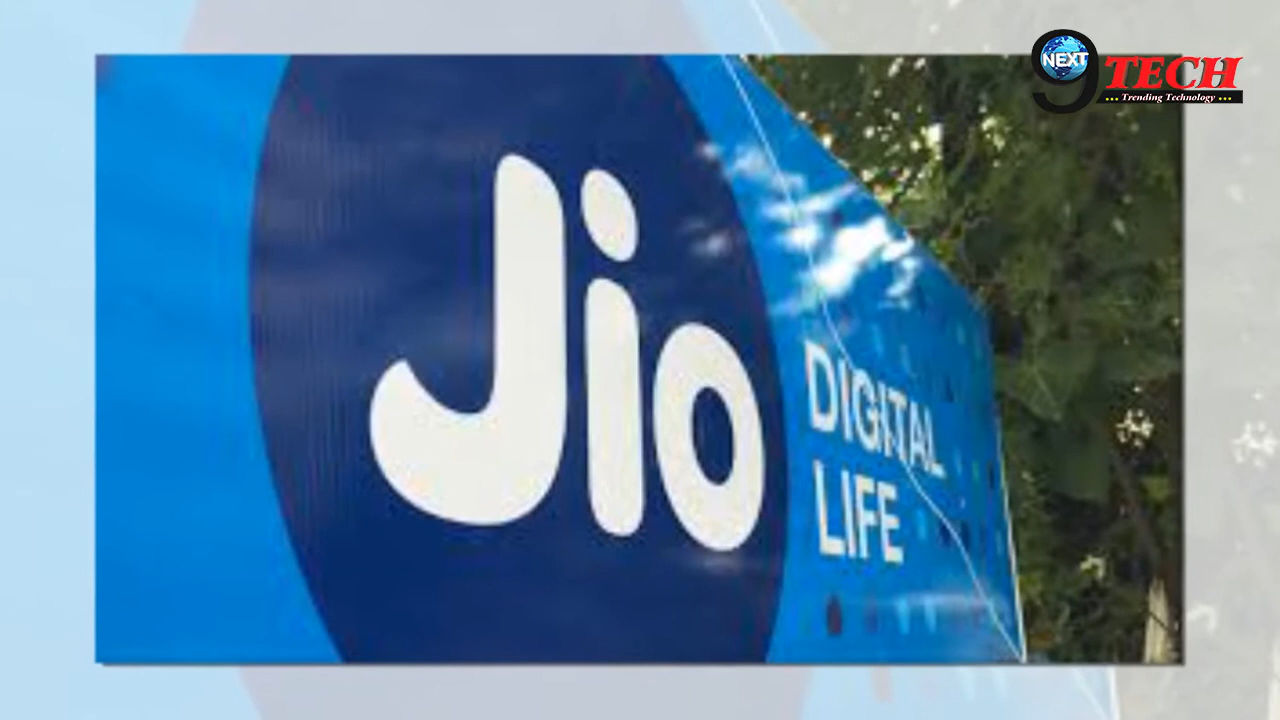 NEXT
9 TECH
... Trending Technology ...
Jio
DIGITAL
LIFE